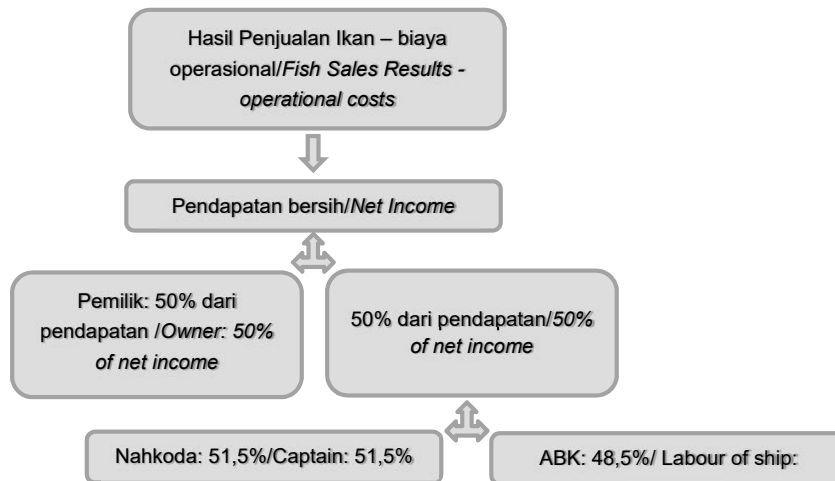 Hasil Penjualan Ikan – biaya
operasional/Fish Sales Results -
operational costs
Pendapatan bersih/Net Income
Pemilik: 50% dari
pendapatan /Owner: 50%
of net income
50% dari pendapatan/50%
of net income
Nahkoda: 51,5%/Captain: 51,5%
ABK: 48,5%/ Labour of ship: